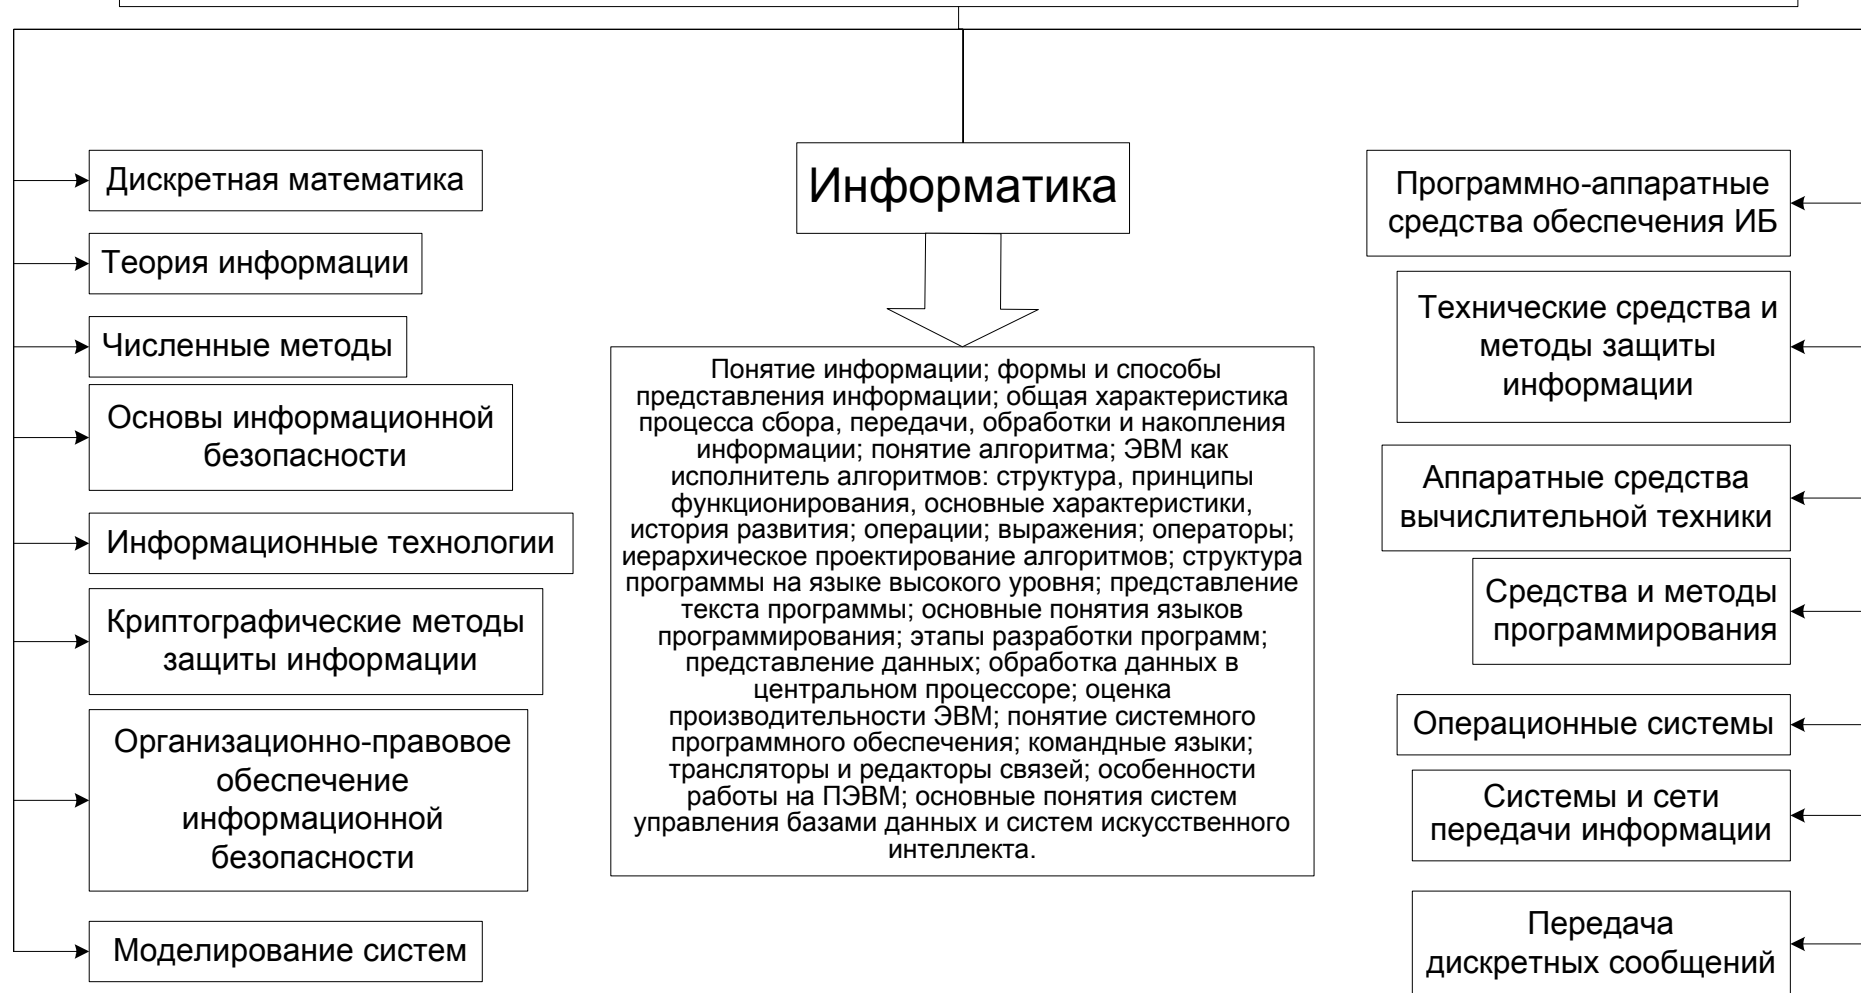 Дискретная математика
Теория информации
Численные методы
Основы информационной
безопасности
Информационные технологии
Криптографические методы
защиты информации
Организационно-правовое
обеспечение
информационной
безопасности
Моделирование систем
Информатика
Понятие информации; формы и способы
представления информации; общая характеристика
процесса сбора, передачи, обработки и накопления
информации; понятие алгоритма; ЭВМ как
исполнитель алгоритмов: структура, принципы
функционирования, основные характеристики,
история развития; операции; выражения; операторы;
иерархическое проектирование алгоритмов; структура
программы на языке высокого уровня; представление
текста программы; основные понятия языков
программирования; этапы разработки программ;
представление данных; обработка данных в
центральном процессоре; оценка
производительности ЭВМ; понятие системного
программного обеспечения; командные языки;
трансляторы и редакторы связей; особенности
работы на ПЭВМ; основные понятия систем
управления базами данных и систем искусственного
интеллекта.
Программно-аппаратные
средства обеспечения ИБ
Технические средства и
методы защиты
информации
Аппаратные средства
вычислительной техники
Средства и методы
программирования
Операционные системы
Системы и сети
передачи информации
Передача
дискретных сообщений